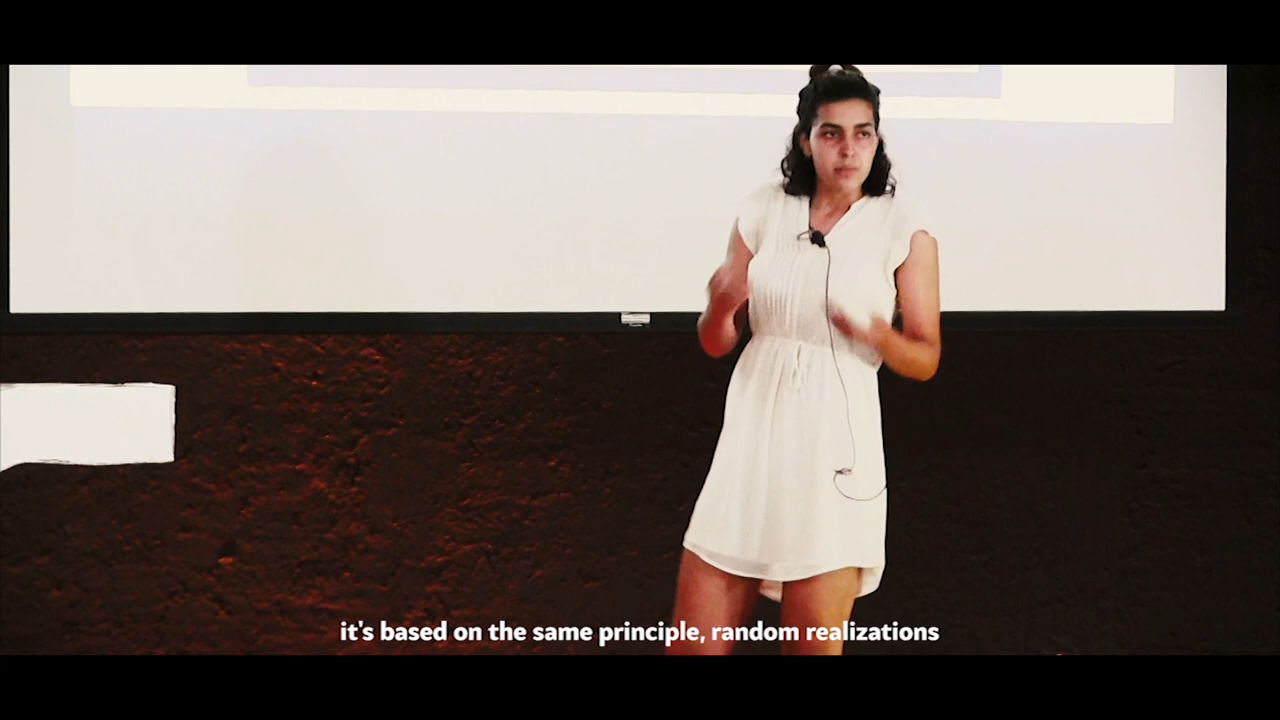 it's based on the same principle, random realizations